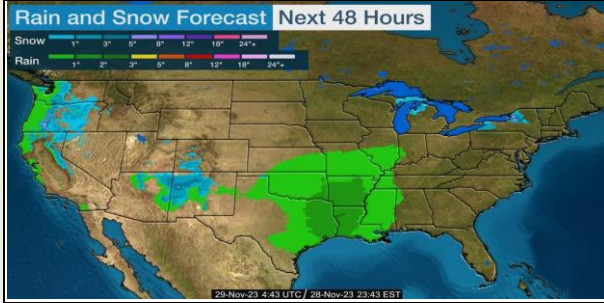 Rain and Snow Forecast Next 48 Hours
Snow 1" 3" 5" 8" 12" 18" 24"+
Rain 1" 2" 3" 5" 8" 12" 18" 24"+
29-Nov-23 4:43 UTC / 28-Nov-23 23:43 EST